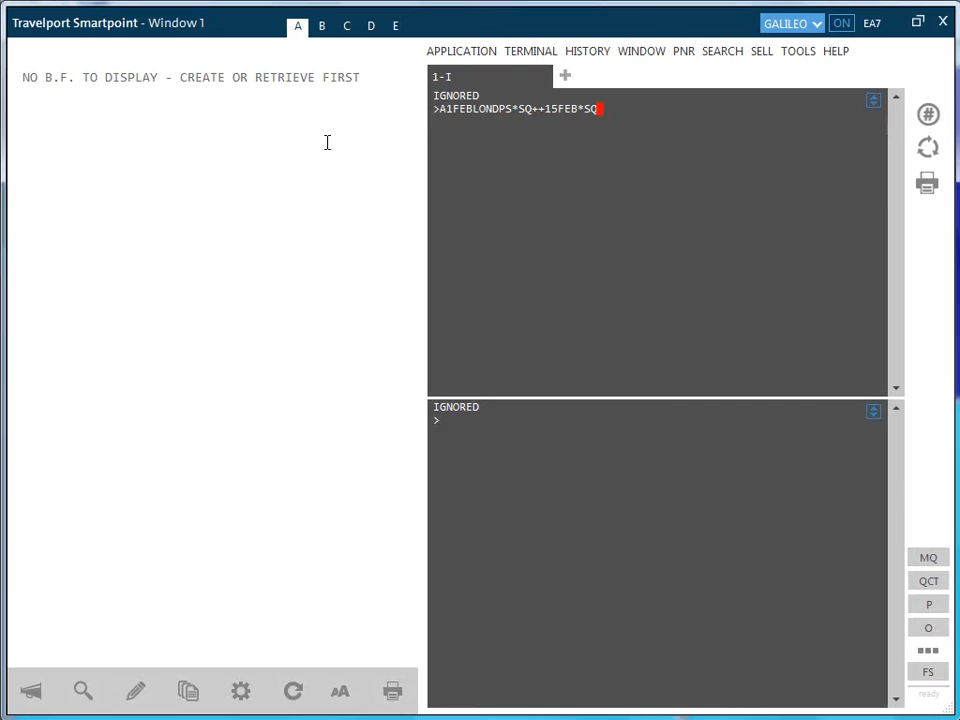 Travelport Smartpoint - Window 1
A B C D E
GALILEO ON EA7 X
APPLICATION TERMINAL HISTORY WINDOW PNR SEARCH SELL TOOLS HELP
NO B.F. TO DISPLAY - CREATE OR RETRIEVE FIRST
1-I +
IGNORED
>A1FEBLONDPS*SQ++15FEB*SQ
#
IGNORED
>
MQ
QCT
P
O
FS
ready
AA